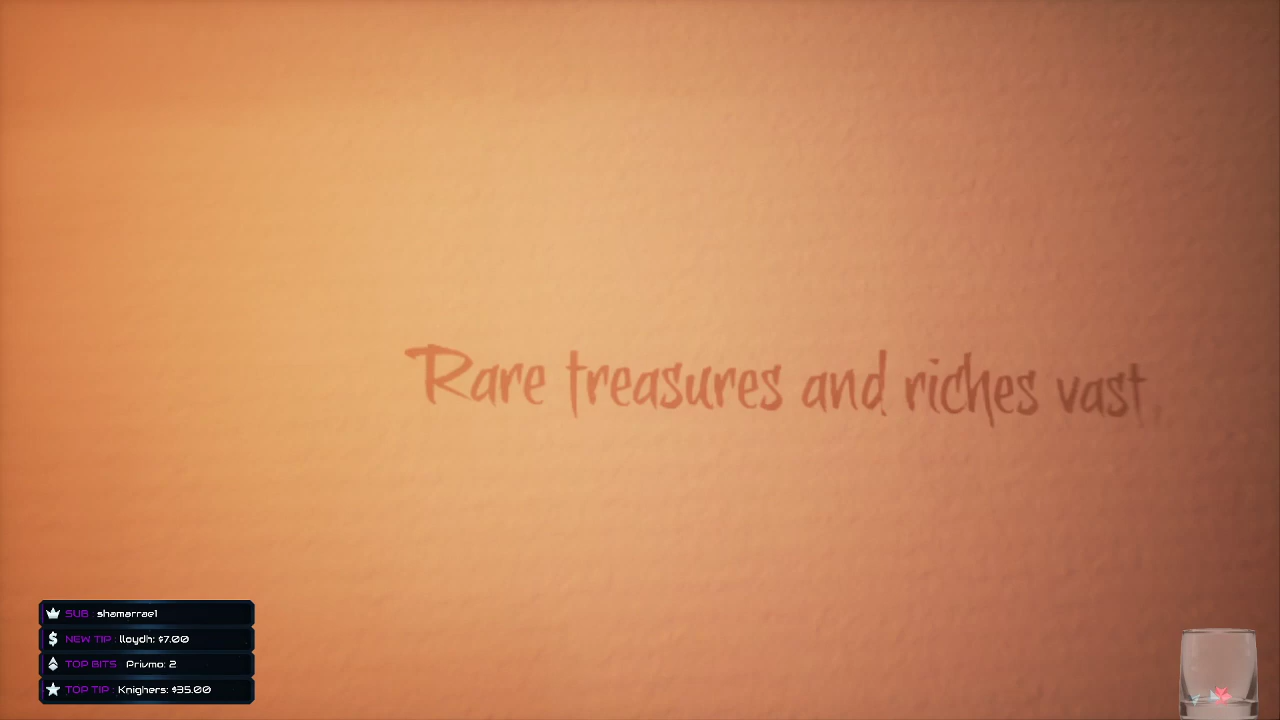 Rare treasures and riches vast,
SUB : shamarrae1
NEW TIP : lloydh: $7.00
TOP BITS : Privmo: 2
TOP TIP : Knighers: $35.00